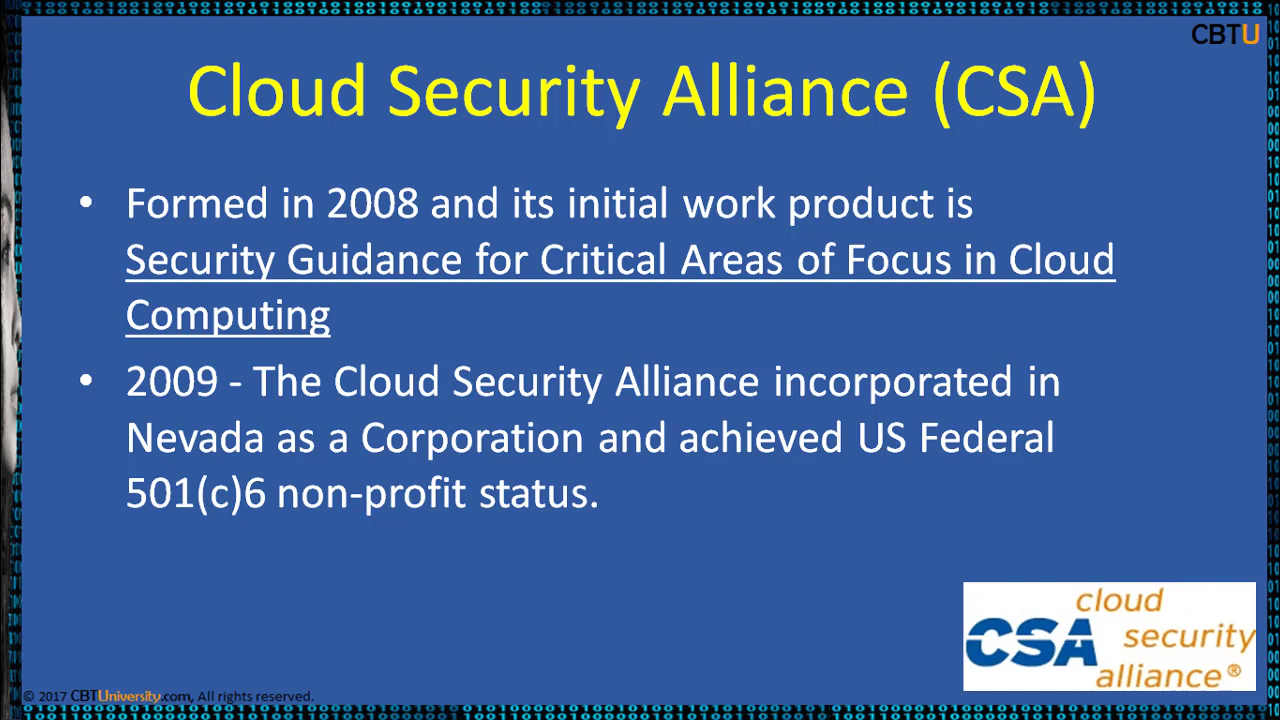 CBTU
Cloud Security Alliance (CSA)
• Formed in 2008 and its initial work product is
Security Guidance for Critical Areas of Focus in Cloud
Computing
• 2009 - The Cloud Security Alliance incorporated in
Nevada as a Corporation and achieved US Federal
501(c)6 non-profit status.
CSA cloud
security
alliance®
© 2017 CBTUniversity.com, All rights reserved.